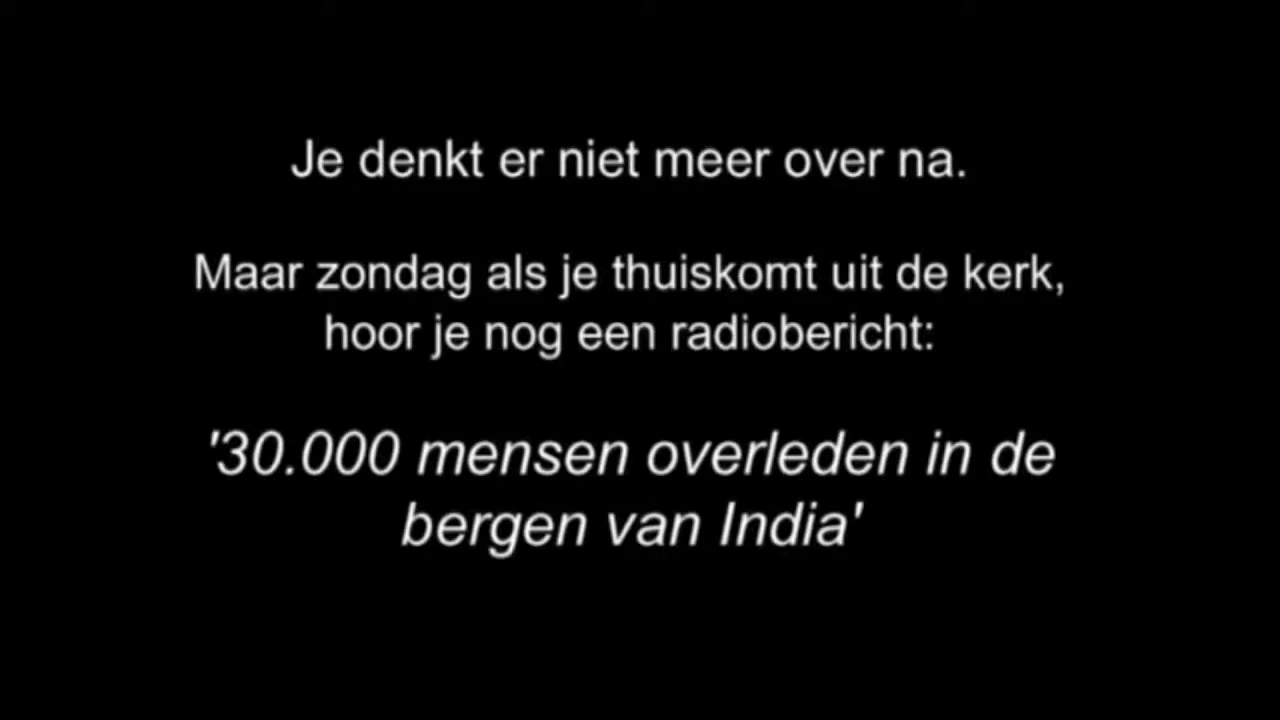 Je denkt er niet meer over na.
Maar zondag als je thuiskomt uit de kerk,
hoor je nog een radiobericht:
'30.000 mensen overleden in de
bergen van India'